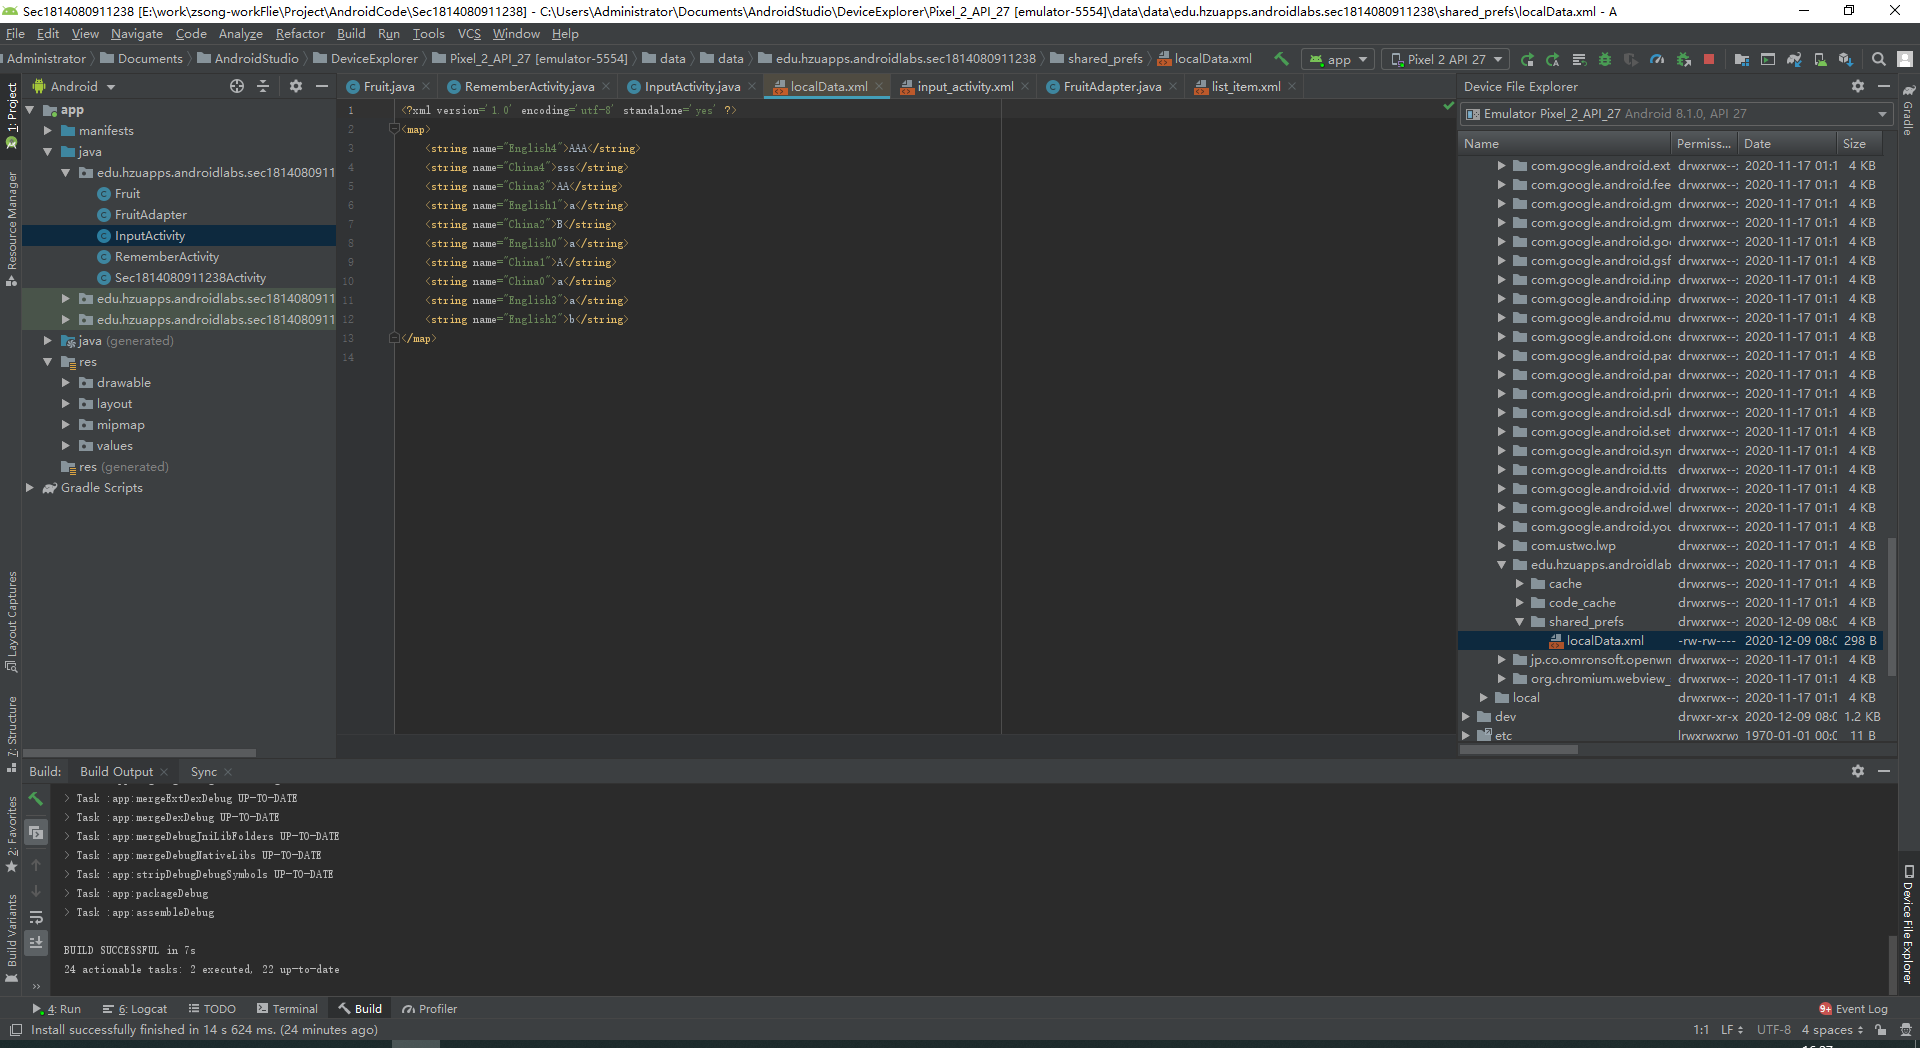 Sec1814080911238 [E:\work\zsong-workFlie\Project\AndroidCode\Sec1814080911238] - C:\Users\Administrator\Documents\AndroidStudio\DeviceExplorer\Pixel_2_API_27 [emulator-5554]\data\data\edu.hzuapps.androidlabs.sec1814080911238\shared_prefs\localData.xml - A
File Edit View Navigate Code Analyze Refactor Build Run Tools VCS Window Help
Administrator Documents AndroidStudio DeviceExplorer Pixel_2_API_27 [emulator-5554] data data edu.hzuapps.androidlabs.sec1814080911238 shared_prefs localData.xml app Pixel 2 API 27
1: Project
Resource Manager
Layout Captures
7: Structure
2: Favorites
Build Variants
Android
app
manifests
java
edu.hzuapps.androidlabs.sec1814080911
Fruit
FruitAdapter
InputActivity
RememberActivity
Sec1814080911238Activity
edu.hzuapps.androidlabs.sec1814080911
edu.hzuapps.androidlabs.sec1814080911
java (generated)
res
drawable
layout
mipmap
values
res (generated)
Gradle Scripts
Fruit.java RememberActivity.java InputActivity.java localData.xml input_activity.xml FruitAdapter.java list_item.xml
1 <?xml version='1.0' encoding='utf-8' standalone='yes' ?>
2 <map>
3 <string name="English4">AAA</string>
4 <string name="China4">sss</string>
5 <string name="China3">AA</string>
6 <string name="English1">a</string>
7 <string name="China2">B</string>
8 <string name="English0">a</string>
9 <string name="China1">A</string>
10 <string name="China0">a</string>
11 <string name="English3">a</string>
12 <string name="English2">b</string>
13 </map>
14
Device File Explorer
Emulator Pixel_2_API_27 Android 8.1.0, API 27
Name Permiss... Date Size
com.google.android.ext drwxrwx--: 2020-11-17 01:1 4 KB
com.google.android.fee drwxrwx--: 2020-11-17 01:1 4 KB
com.google.android.gm drwxrwx--: 2020-11-17 01:1 4 KB
com.google.android.gm drwxrwx--: 2020-11-17 01:1 4 KB
com.google.android.goo drwxrwx--: 2020-11-17 01:1 4 KB
com.google.android.gsf drwxrwx--: 2020-11-17 01:1 4 KB
com.google.android.inp drwxrwx--: 2020-11-17 01:1 4 KB
com.google.android.inp drwxrwx--: 2020-11-17 01:1 4 KB
com.google.android.mu drwxrwx--: 2020-11-17 01:1 4 KB
com.google.android.one drwxrwx--: 2020-11-17 01:1 4 KB
com.google.android.pac drwxrwx--: 2020-11-17 01:1 4 KB
com.google.android.par drwxrwx--: 2020-11-17 01:1 4 KB
com.google.android.prii drwxrwx--: 2020-11-17 01:1 4 KB
com.google.android.sdk drwxrwx--: 2020-11-17 01:1 4 KB
com.google.android.set drwxrwx--: 2020-11-17 01:1 4 KB
com.google.android.syn drwxrwx--: 2020-11-17 01:1 4 KB
com.google.android.tts drwxrwx--: 2020-11-17 01:1 4 KB
com.google.android.vid drwxrwx--: 2020-11-17 01:1 4 KB
com.google.android.wel drwxrwx--: 2020-11-17 01:1 4 KB
com.google.android.you drwxrwx--: 2020-11-17 01:1 4 KB
com.ustwo.lwp drwxrwx--: 2020-11-17 01:1 4 KB
edu.hzuapps.androidlab drwxrwx--: 2020-11-17 01:1 4 KB
cache drwxrws--: 2020-11-17 01:1 4 KB
code_cache drwxrws--: 2020-11-17 01:1 4 KB
shared_prefs drwxrwx--: 2020-12-09 08:0 4 KB
localData.xml -rw-rw---- 2020-12-09 08:0 298 B
jp.co.omronsoft.openwn drwxrwx--: 2020-11-17 01:1 4 KB
org.chromium.webview_ drwxrwx--: 2020-11-17 01:1 4 KB
local drwxrwx--: 2020-11-17 01:1 4 KB
dev drwxr-xr-x 2020-12-09 08:0 1.2 KB
etc lrwxrwxrwx 1970-01-01 00:0 11 B
Gradle
Device File Explorer
Build: Build Output Sync
> Task :app:mergeExtDexDebug UP-TO-DATE
> Task :app:mergeDexDebug UP-TO-DATE
> Task :app:mergeDebugJniLibFolders UP-TO-DATE
> Task :app:mergeDebugNativeLibs UP-TO-DATE
> Task :app:stripDebugDebugSymbols UP-TO-DATE
> Task :app:packageDebug
> Task :app:assembleDebug
BUILD SUCCESSFUL in 7s
24 actionable tasks: 2 executed, 22 up-to-date
4: Run 6: Logcat TODO Terminal Build Profiler 9+ Event Log
Install successfully finished in 14 s 624 ms. (24 minutes ago) 1:1 LF UTF-8 4 spaces